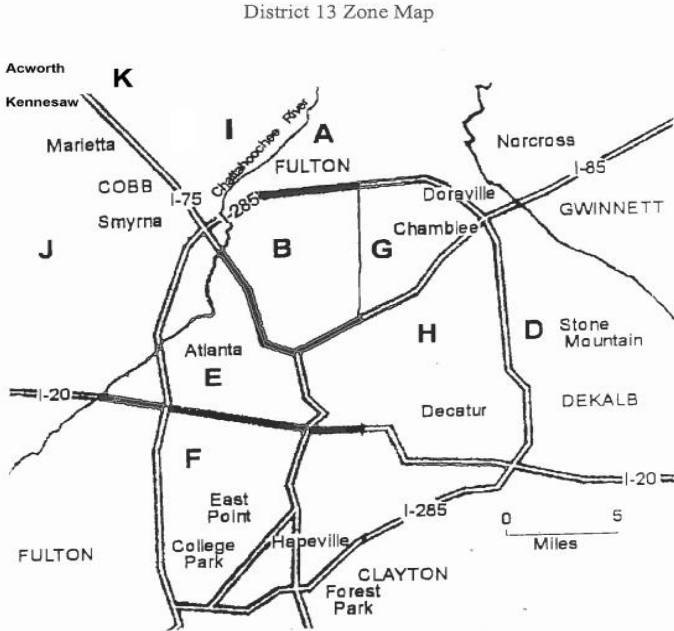 District 13 Zone Map
Acworth
K
Kennesaw
Marietta
I
Chattahoochee River
A
Norcross
FULTON
I-85
COBB
I-75
I-285
Doraville
GWINNETT
Smyrna
Chamblee
J
B
G
Atlanta
H
D
Stone
Mountain
E
I-20
Decatur
DEKALB
F
East
Point
I-20
I-285
0 5
Miles
College
Park
Hapeville
FULTON
CLAYTON
Forest
Park